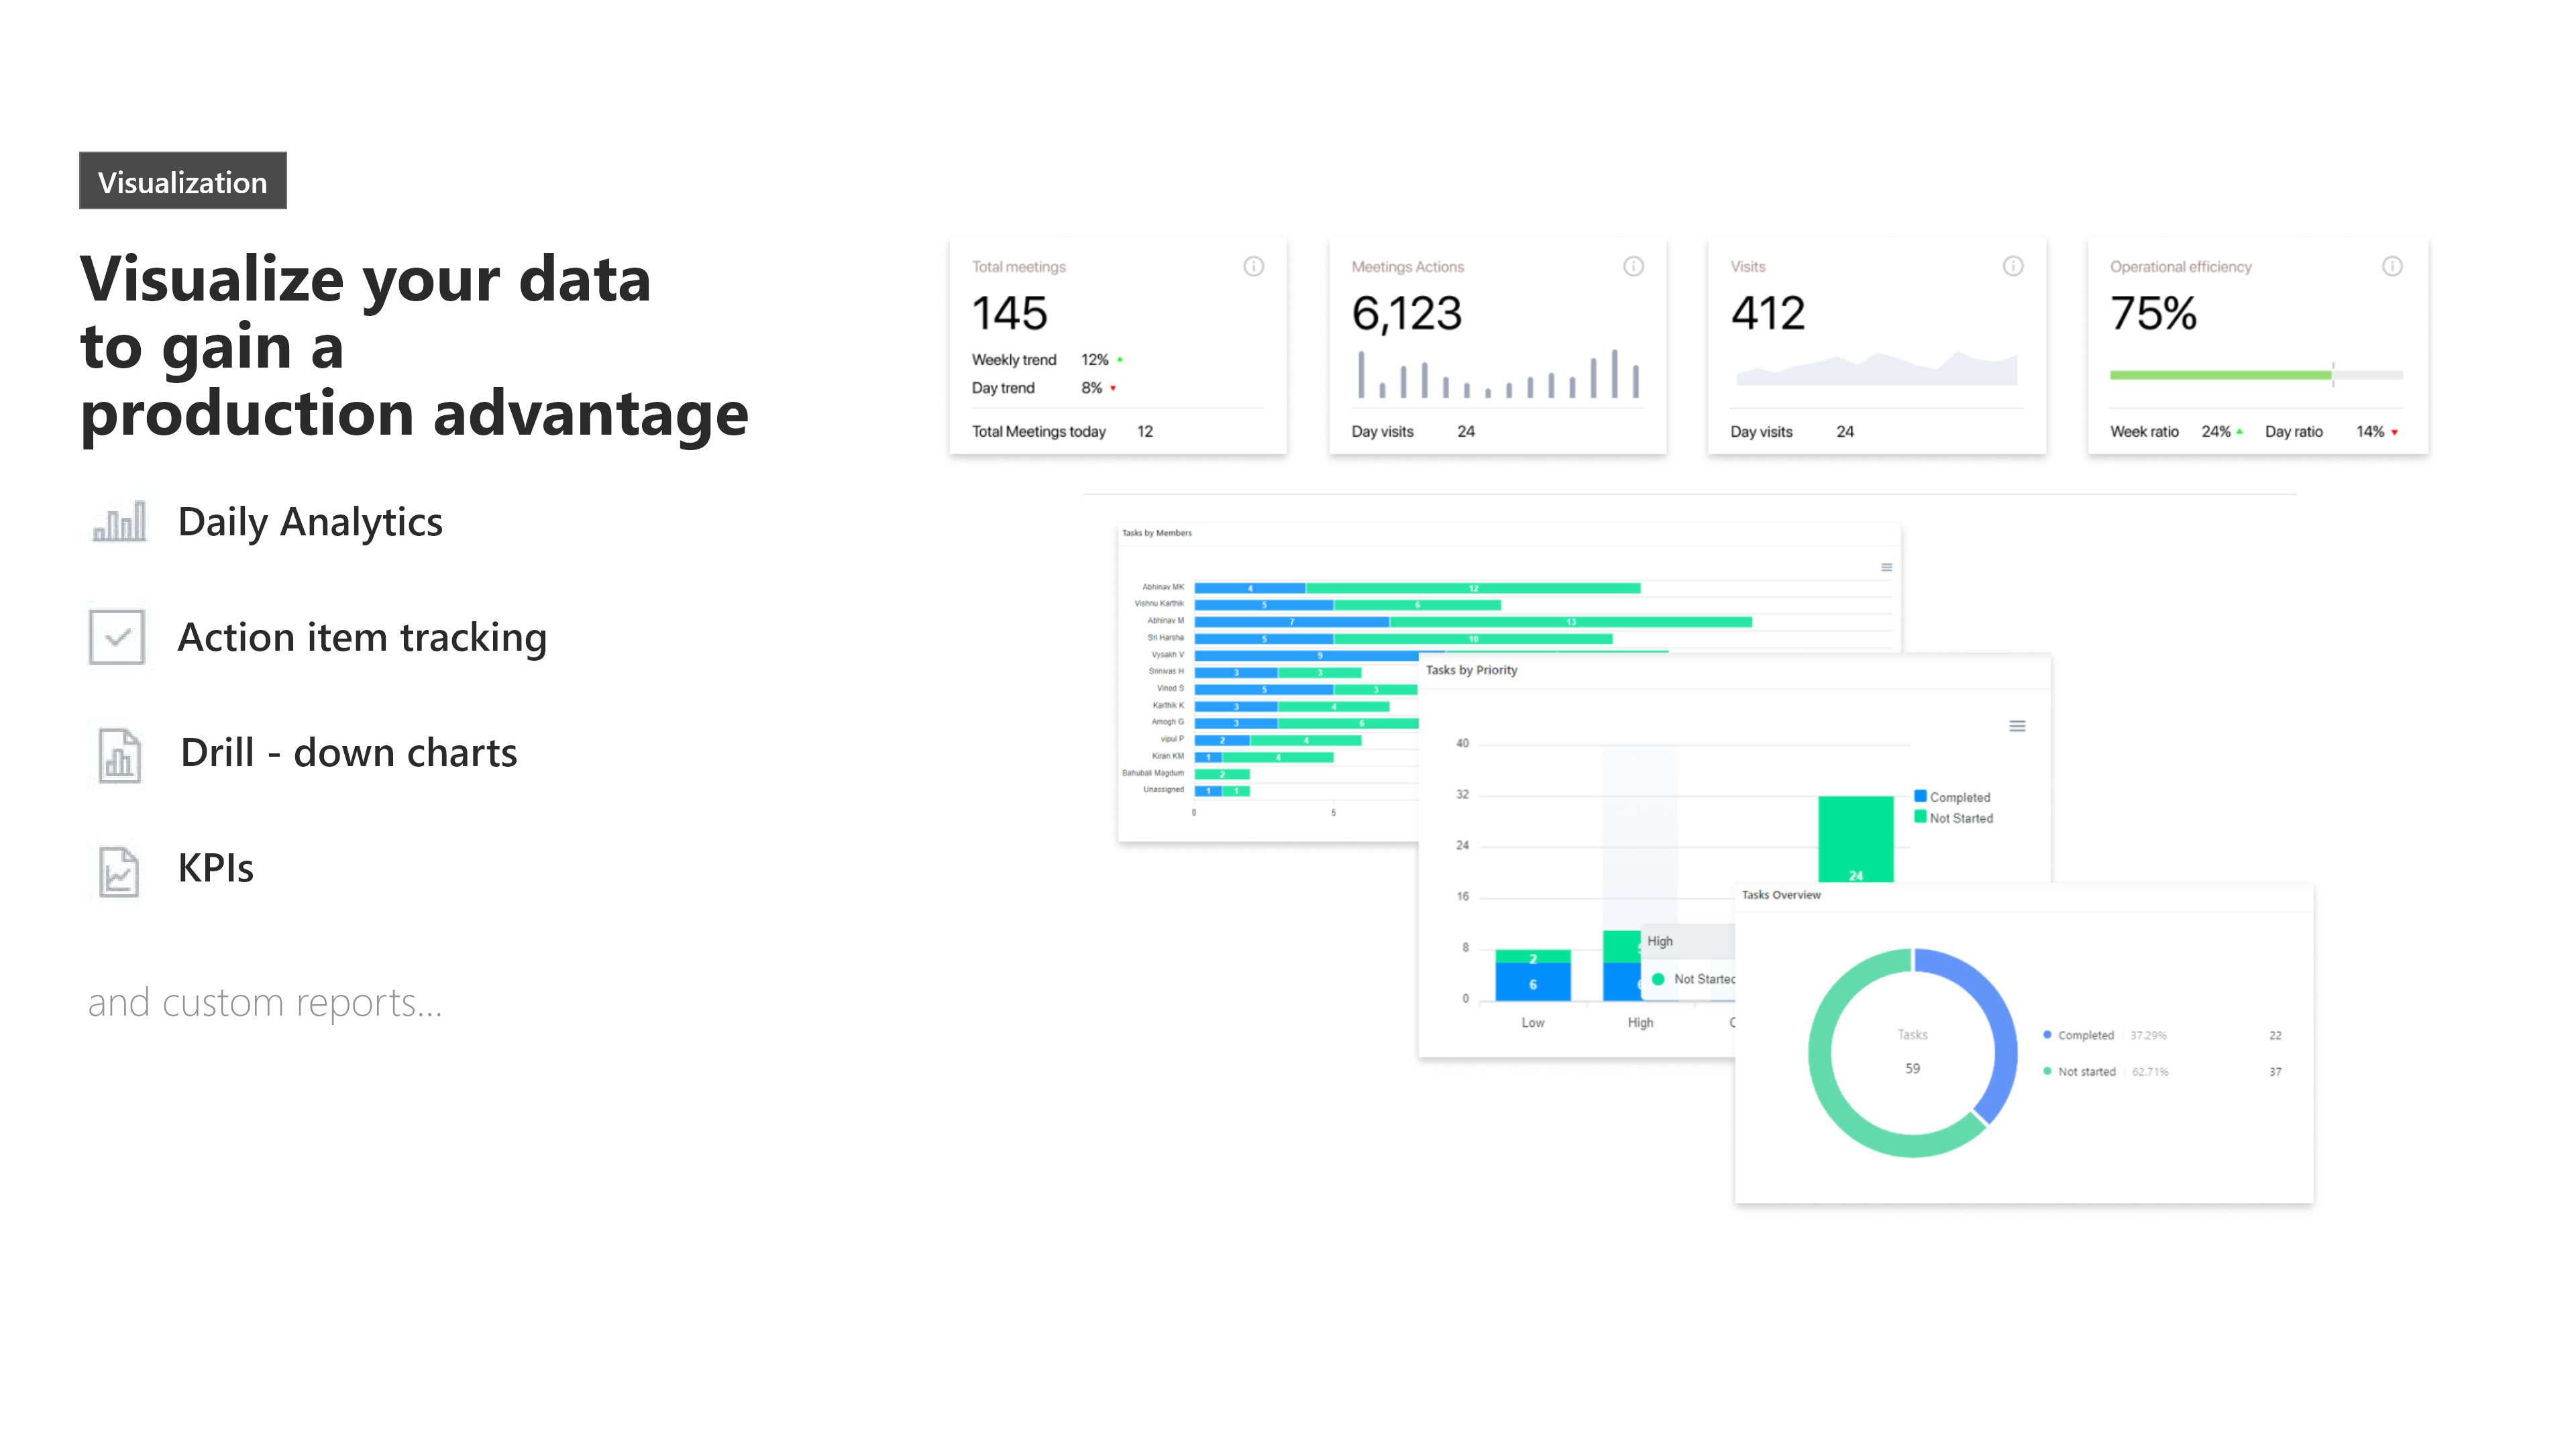 Visualization
Visualize your data
to gain a
production advantage
Daily Analytics
Action item tracking
Drill - down charts
KPIs
and custom reports...
Total meetings
145
Weekly trend 12%
Day trend 8%
Total Meetings today 12
Meetings Actions
6,123
Day visits 24
Visits
412
Day visits 24
Operational efficiency
75%
Week ratio 24% Day ratio 14%
Tasks by Members
Abhinav MK 4 12
Vishnu Karthik 5 6
Abhinav M 7 13
Sri Harsha 5 10
Vysakh V 9
Srinivas H 3 3
Vinod S 5 3
Karthik K 3 4
Amogh G 3 6
vipul P 2 4
Kiran KM 1 4
Bahubali Magdum 2
Unassigned 1 1
0 5
Tasks by Priority
40
32
24
16
8
0
Completed
Not Started
24
2
6
High
Not Started
Low High
Tasks Overview
Tasks
59
Completed 37.29% 22
Not started 62.71% 37